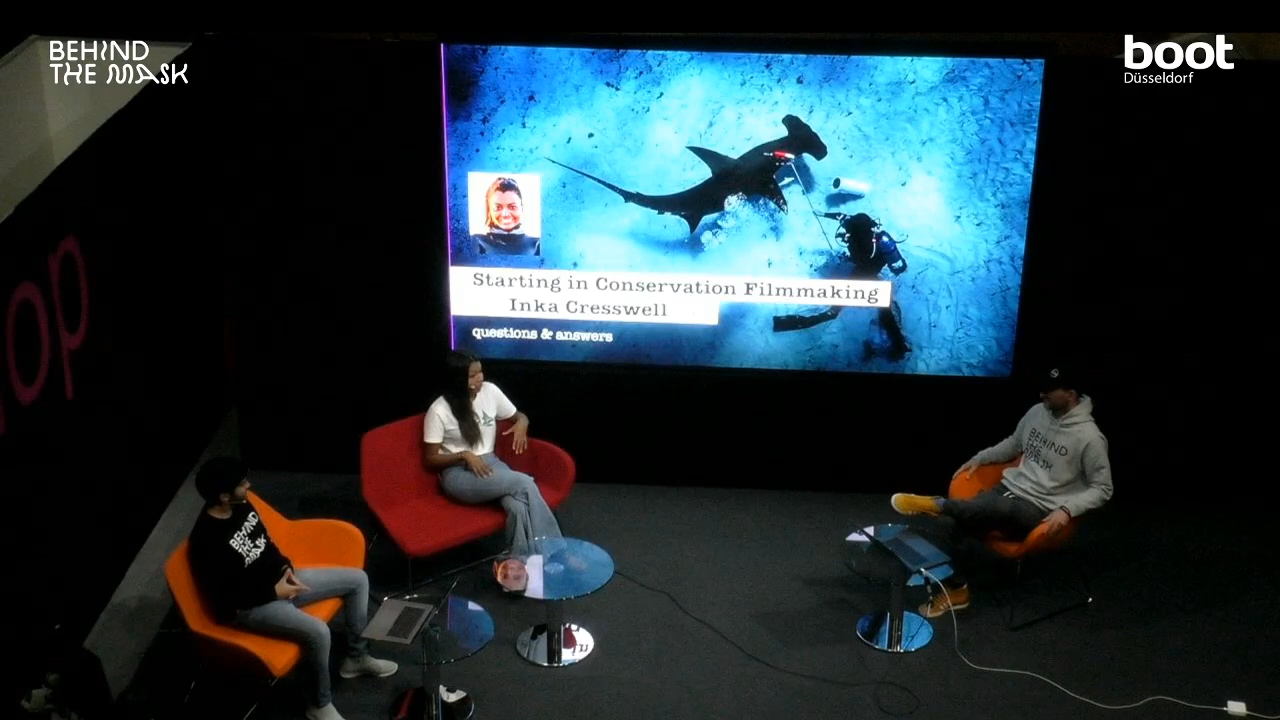 BEHIND
THE MASK
boot
Düsseldorf
Starting in Conservation Filmmaking
Inka Cresswell
questions & answers
BEHIND
THE
MASK
BEHIND
THE
MASK